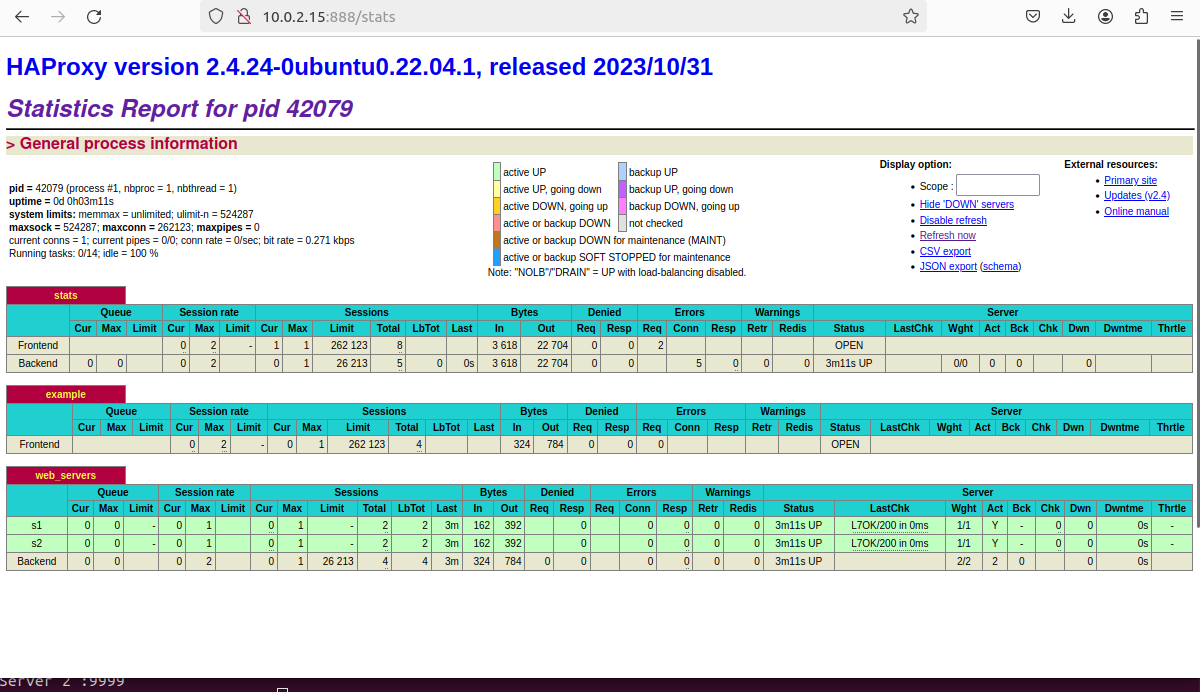 10.0.2.15:888/stats
HAProxy version 2.4.24-0ubuntu0.22.04.1, released 2023/10/31
Statistics Report for pid 42079
> General process information
pid = 42079 (process #1, nbproc = 1, nbthread = 1)
uptime = 0d 0h03m11s
system limits: memmax = unlimited; ulimit-n = 524287
maxsock = 524287; maxconn = 262123; maxpipes = 0
current conns = 1; current pipes = 0/0; conn rate = 0/sec; bit rate = 0.271 kbps
Running tasks: 0/14; idle = 100 %
active UP backup UP
active UP, going down backup UP, going down
active DOWN, going up backup DOWN, going up
active or backup DOWN not checked
active or backup DOWN for maintenance (MAINT)
active or backup SOFT STOPPED for maintenance
Note: "NOLB"/"DRAIN" = UP with load-balancing disabled.
Display option:
• Scope :
• Hide 'DOWN' servers
• Disable refresh
• Refresh now
• CSV export
• JSON export (schema)
External resources:
• Primary site
• Updates (v2.4)
• Online manual
stats
Queue Session rate Sessions Bytes Denied Errors Warnings Server
Cur Max Limit Cur Max Limit Cur Max Limit Total LbTot Last In Out Req Resp Req Conn Resp Retr Redis Status LastChk Wght Act Bck Chk Dwn Dwntme Thrtle
Frontend 0 2 - 1 1 262 123 8 3 618 22 704 0 0 2 OPEN
Backend 0 0 0 2 0 1 26 213 5 0 0s 3 618 22 704 0 0 5 0 0 0 3m11s UP 0/0 0 0 0
example
Queue Session rate Sessions Bytes Denied Errors Warnings Server
Cur Max Limit Cur Max Limit Cur Max Limit Total LbTot Last In Out Req Resp Req Conn Resp Retr Redis Status LastChk Wght Act Bck Chk Dwn Dwntme Thrtle
Frontend 0 2 - 0 1 262 123 4 324 784 0 0 0 OPEN
web_servers
Queue Session rate Sessions Bytes Denied Errors Warnings Server
Cur Max Limit Cur Max Limit Cur Max Limit Total LbTot Last In Out Req Resp Req Conn Resp Retr Redis Status LastChk Wght Act Bck Chk Dwn Dwntme Thrtle
s1 0 0 - 0 1 0 1 - 2 2 3m 162 392 0 0 0 0 0 3m11s UP L7OK/200 in 0ms 1/1 Y - 0 0 0s -
s2 0 0 - 0 1 0 1 - 2 2 3m 162 392 0 0 0 0 0 3m11s UP L7OK/200 in 0ms 1/1 Y - 0 0 0s -
Backend 0 0 0 2 0 1 26 213 4 4 3m 324 784 0 0 0 0 0 0 3m11s UP 2/2 2 0 0 0s
Server 2 :9999